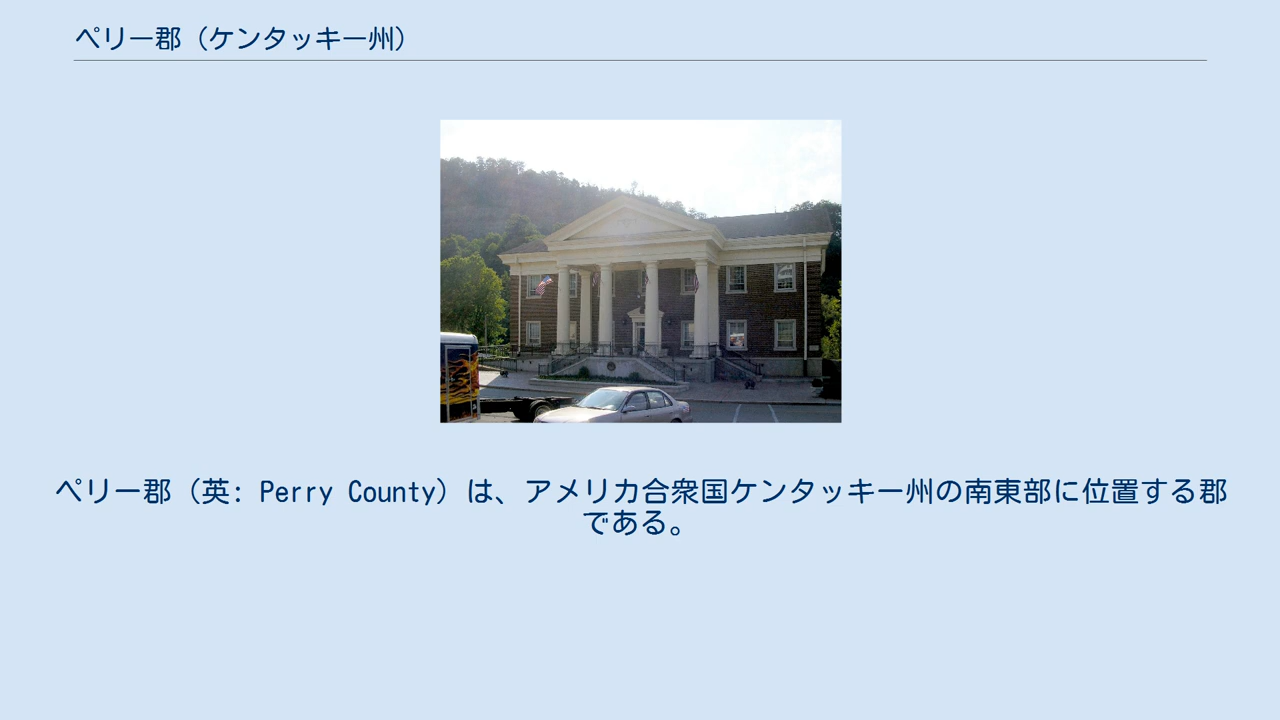 ペリー郡（ケンタッキー州）
ペリー郡（英: Perry County）は、アメリカ合衆国ケンタッキー州の南東部に位置する郡
である。